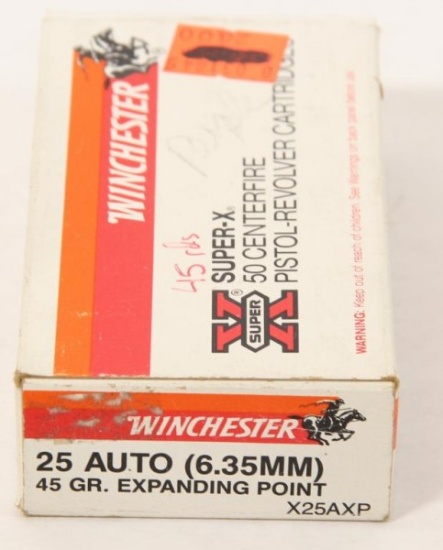 WINCHESTER
45 rds
SUPER-X®
50 CENTERFIRE
PISTOL-REVOLVER CARTRIDGES
X® SUPER
WARNING: Keep out of reach of children. See Warnings on back panel before use.
WINCHESTER
25 AUTO (6.35MM)
45 GR. EXPANDING POINT
X25AXP